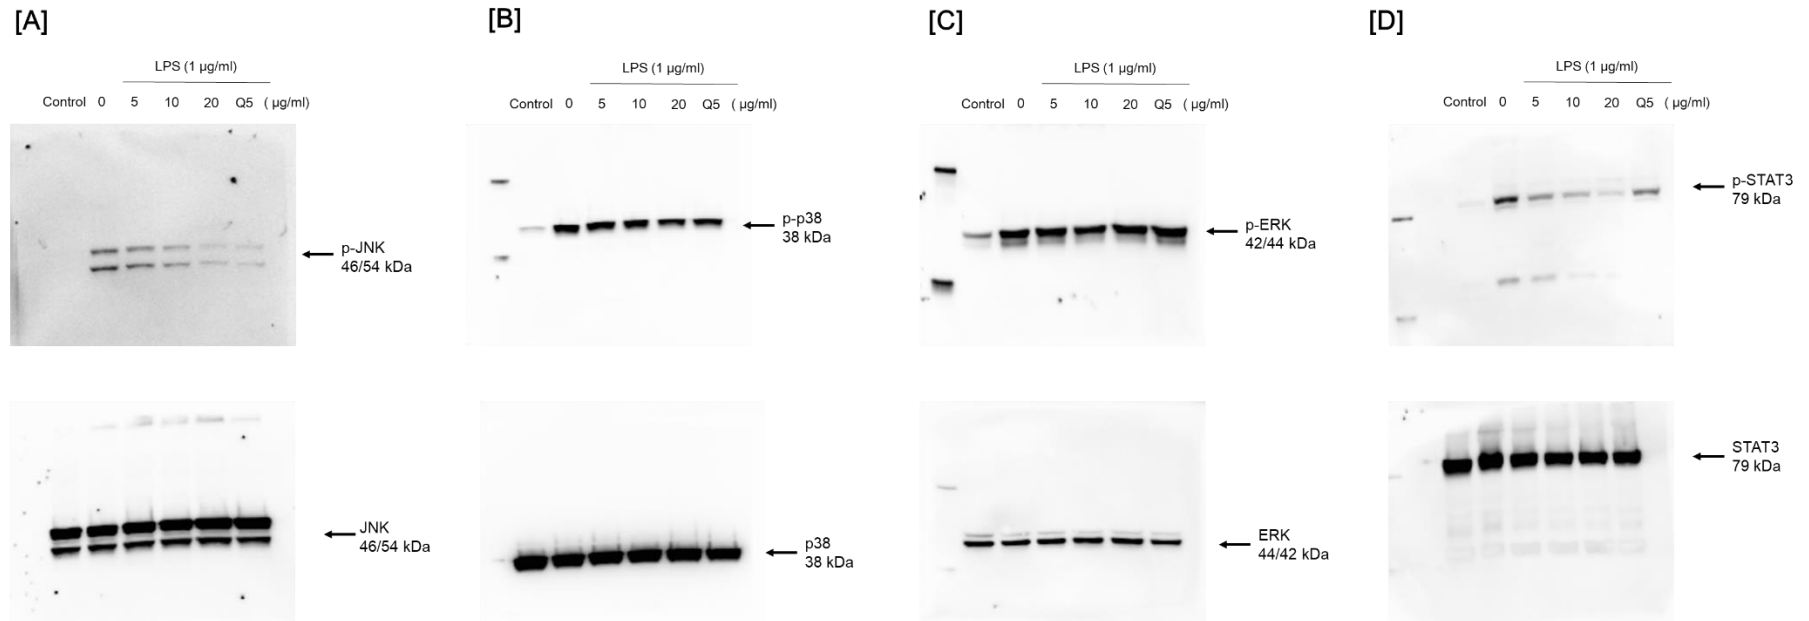 [A]
LPS (1 µg/ml)
Control 0 5 10 20 Q5 ( µg/ml)
p-JNK
46/54 kDa
JNK
46/54 kDa
[B]
LPS (1 µg/ml)
Control 0 5 10 20 Q5 ( µg/ml)
p-p38
38 kDa
p38
38 kDa
[C]
LPS (1 µg/ml)
Control 0 5 10 20 Q5 ( µg/ml)
p-ERK
42/44 kDa
ERK
44/42 kDa
[D]
LPS (1 µg/ml)
Control 0 5 10 20 Q5 ( µg/ml)
p-STAT3
79 kDa
STAT3
79 kDa